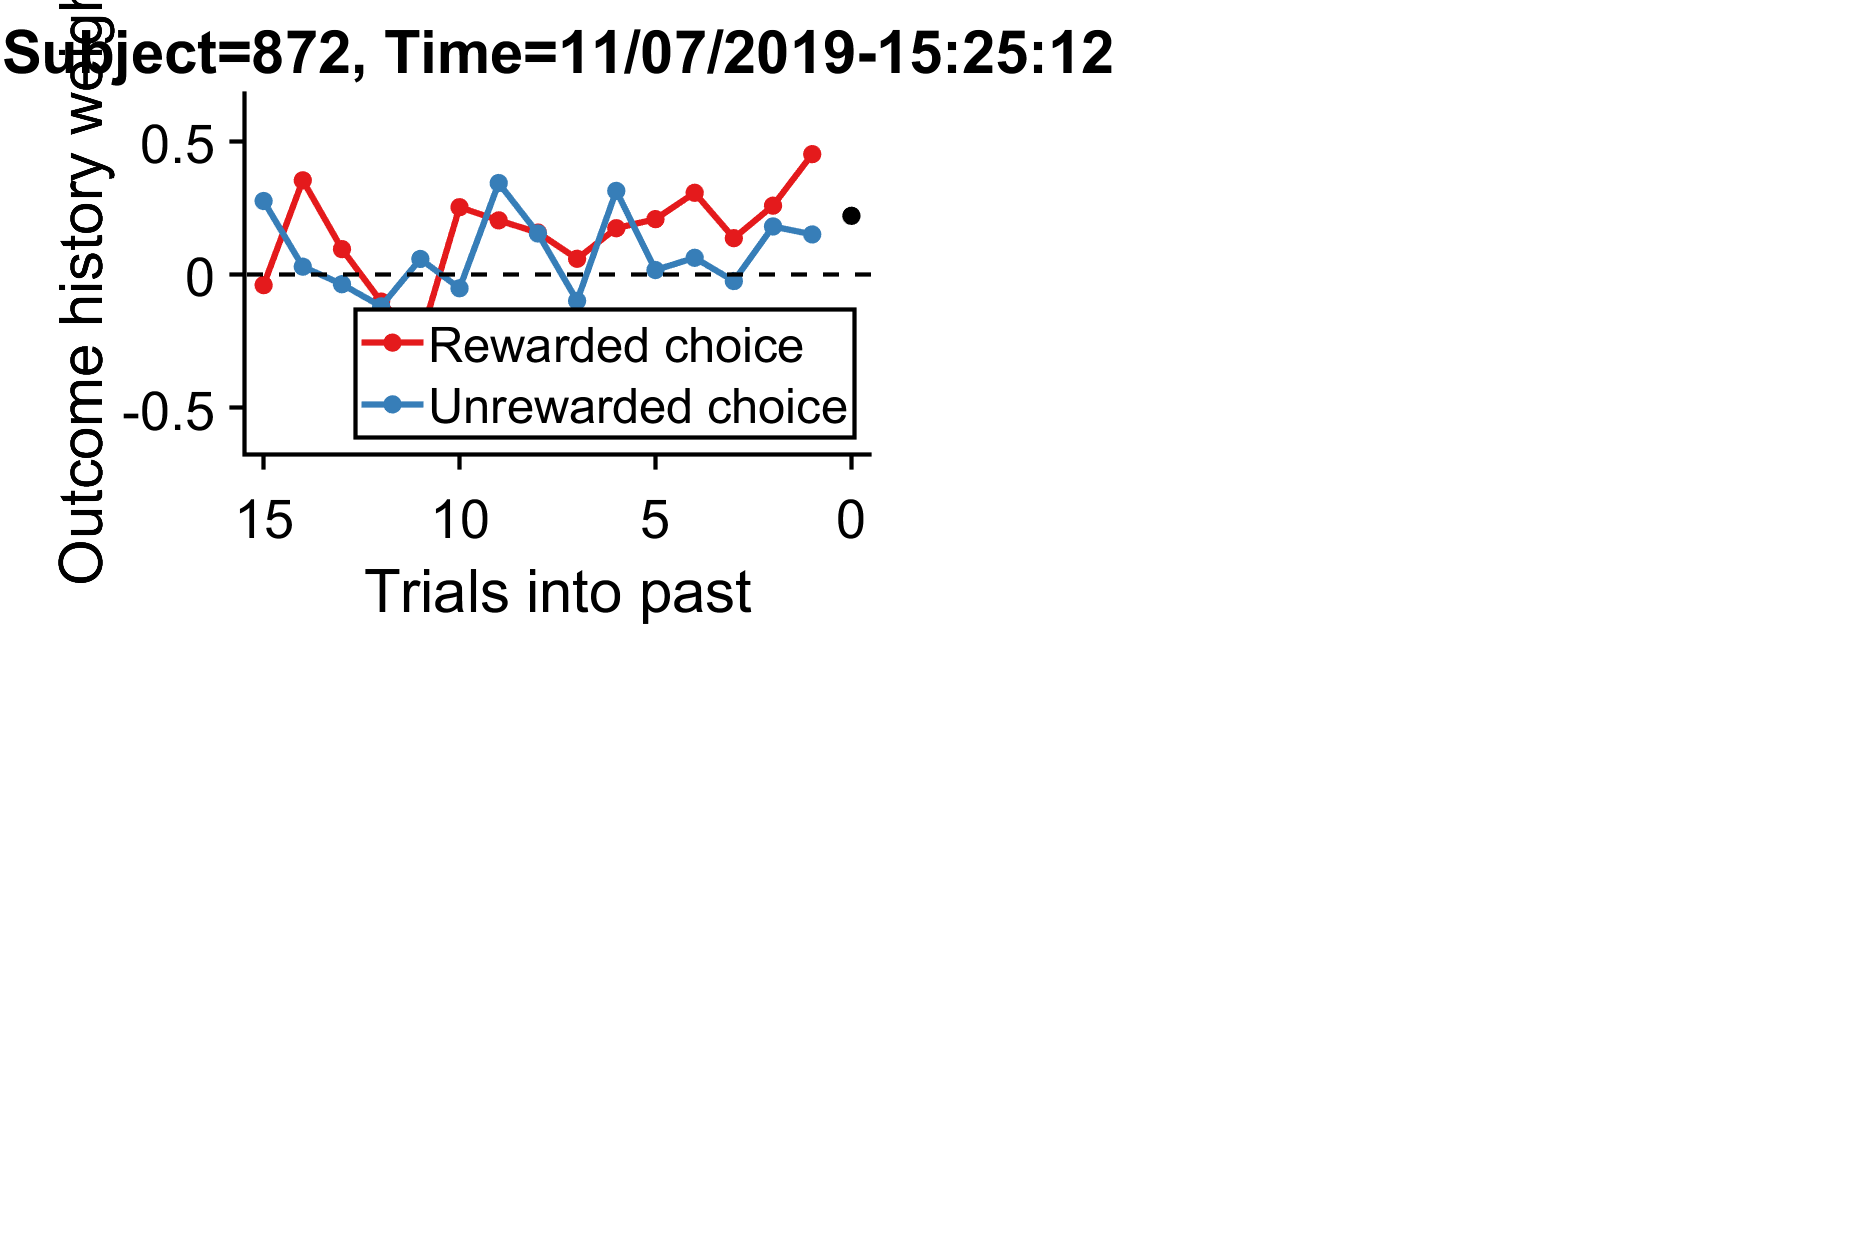 Subject=872, Time=11/07/2019-15:25:12
Outcome history
0.5
0
-0.5
Rewarded choice
Unrewarded choice
15 10 5 0
Trials into past